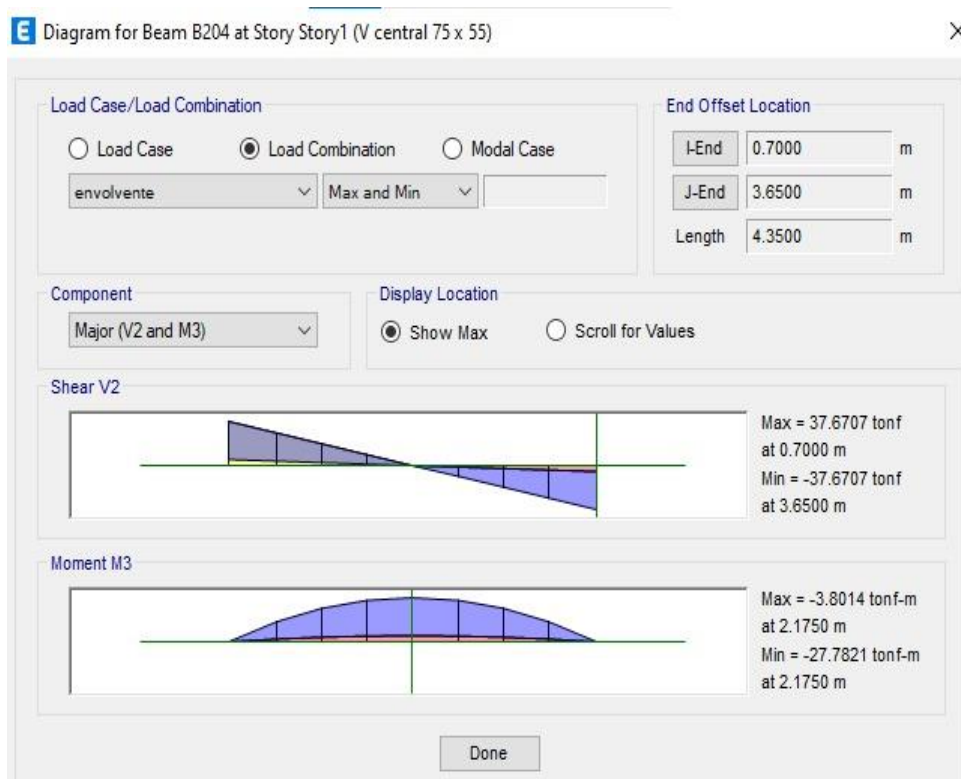 E Diagram for Beam B204 at Story Story1 (V central 75 x 55)
Load Case/Load Combination
Load Case Load Combination Modal Case
envolvente Max and Min
End Offset Location
I-End 0.7000 m
J-End 3.6500 m
Length 4.3500 m
Component
Major (V2 and M3)
Display Location
Show Max Scroll for Values
Shear V2
Max = 37.6707 tonf
at 0.7000 m
Min = -37.6707 tonf
at 3.6500 m
Moment M3
Max = -3.8014 tonf-m
at 2.1750 m
Min = -27.7821 tonf-m
at 2.1750 m
Done